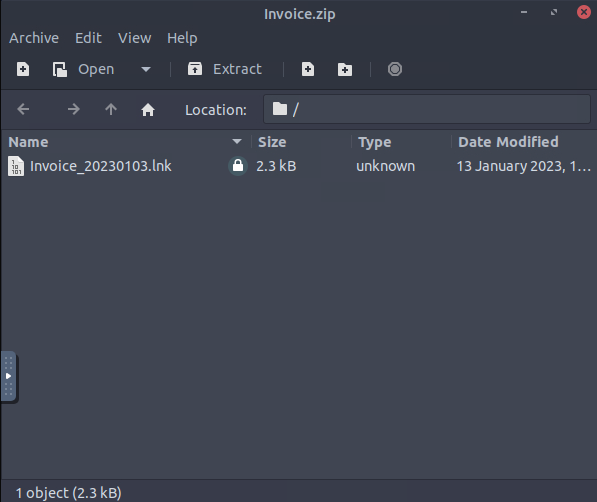 Invoice.zip
Archive Edit View Help
Open Extract
Location: /
Name Size Type Date Modified
Invoice_20230103.lnk 2.3 kB unknown 13 January 2023, 1…
1 object (2.3 kB)